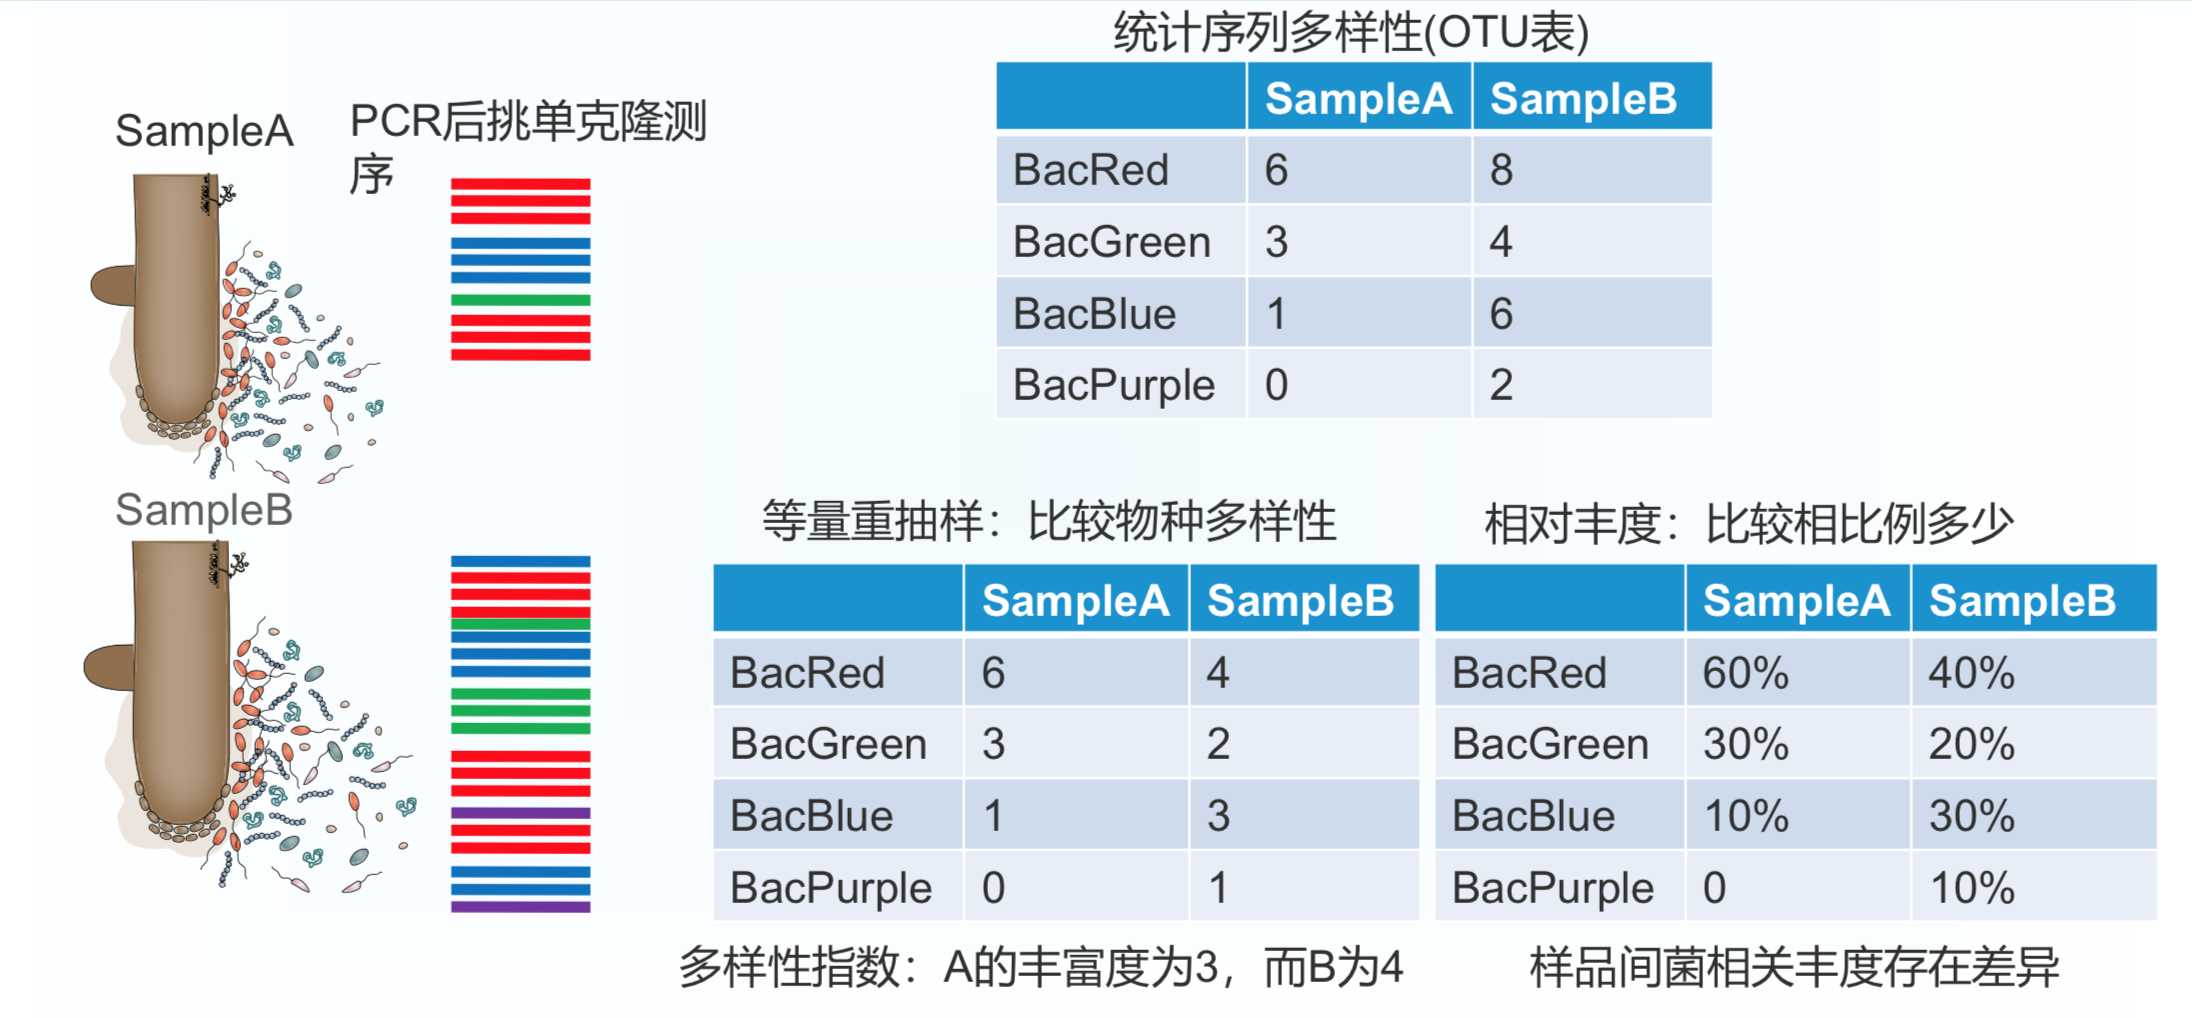 统计序列多样性(OTU表)
SampleA
PCR后挑单克隆测
序
SampleA SampleB
BacRed 6 8
BacGreen 3 4
BacBlue 1 6
BacPurple 0 2
SampleB
等量重抽样：比较物种多样性
SampleA SampleB
BacRed 6 4
BacGreen 3 2
BacBlue 1 3
BacPurple 0 1
多样性指数：A的丰富度为3，而B为4
相对丰度：比较相比例多少
SampleA SampleB
BacRed 60% 40%
BacGreen 30% 20%
BacBlue 10% 30%
BacPurple 0 10%
样品间菌相关丰度存在差异